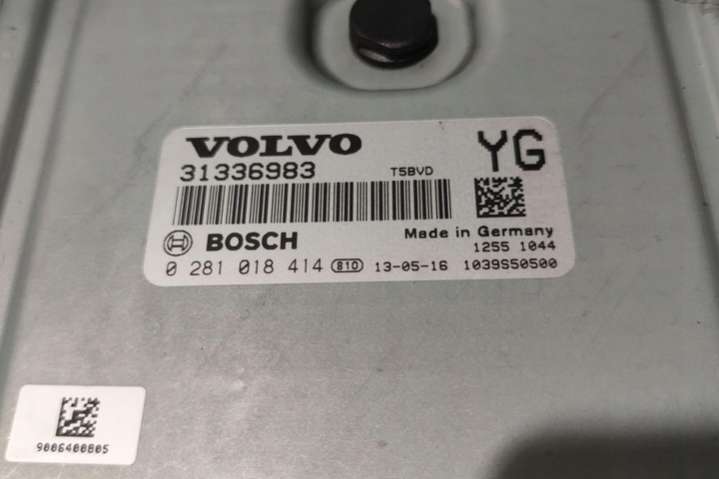 VOLVO
YG
31336983 T5BVD
BOSCH Made in Germany
1255 1044
0 281 018 414 810 13-05-16 1039S50500
9006400805